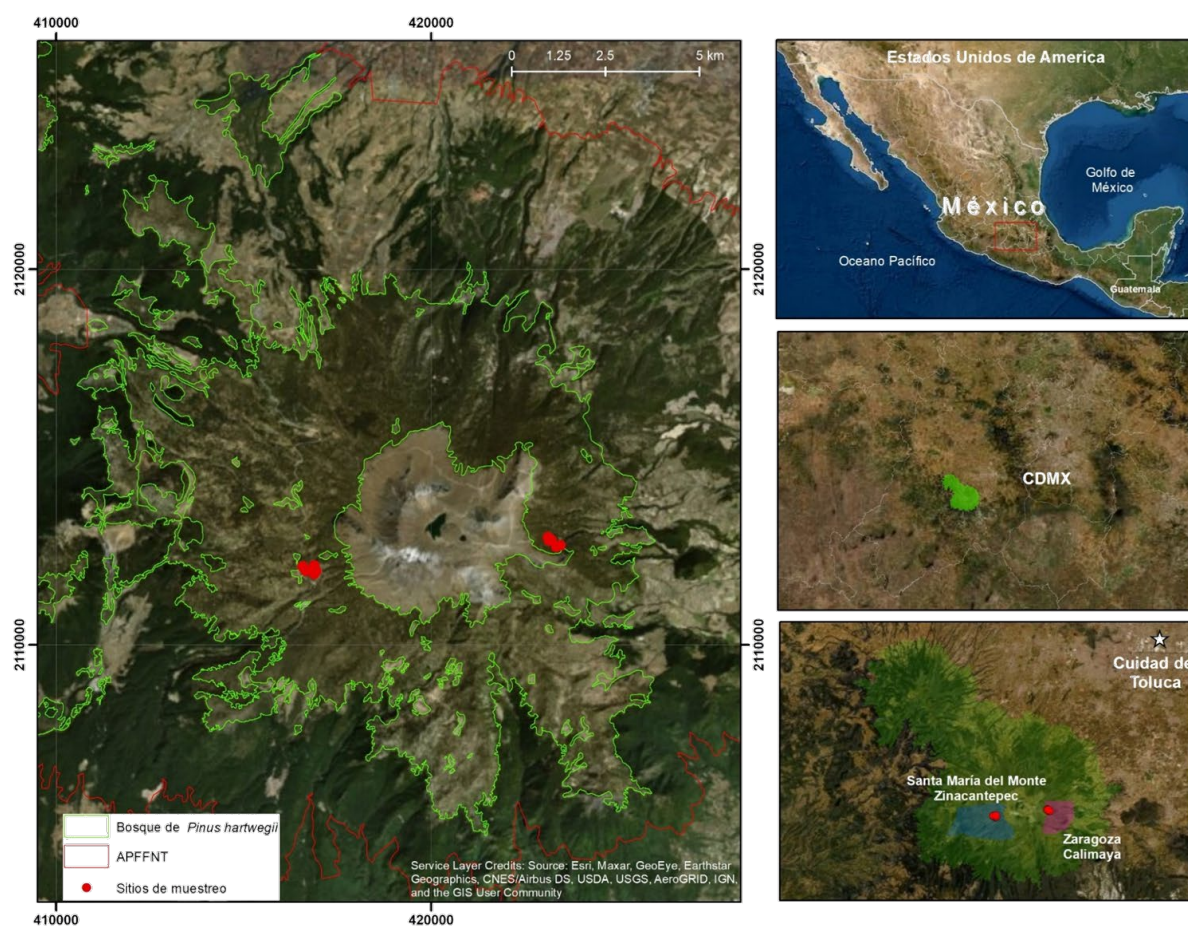 410000
420000
0 1.25 2.5 5 km
2120000
2120000
2110000
2110000
Bosque de Pinus hartwegii
APFFNT
Sitios de muestreo
Service Layer Credits: Source: Esri, Maxar, GeoEye, Earthstar
Geographics, CNES/Airbus DS, USDA, USGS, AeroGRID, IGN,
and the GIS User Community
410000
420000
Estados Unidos de America
Golfo de
México
México
Oceano Pacífico
Guatemala
CDMX
Cuidad de
Toluca
Santa María del Monte
Zinacantepec
Zaragoza
Calimaya